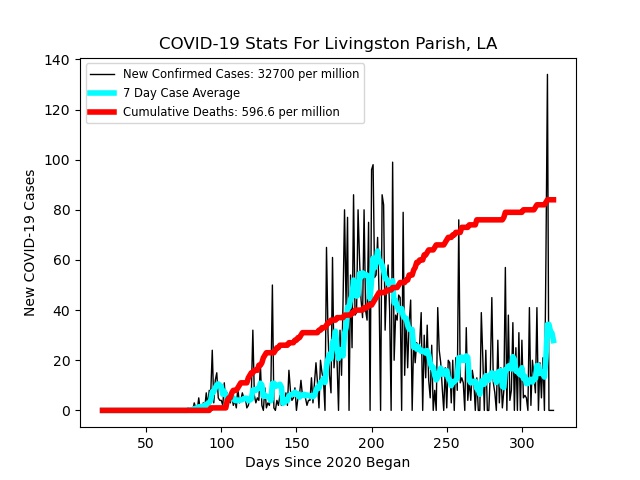 COVID-19 Stats For Livingston Parish, LA
New Confirmed Cases: 32700 per million
7 Day Case Average
Cumulative Deaths: 596.6 per million
New COVID-19 Cases
140
120
100
80
60
40
20
0
50 100 150 200 250 300
Days Since 2020 Began